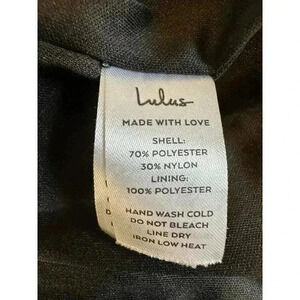 Lulus
MADE WITH LOVE
SHELL:
70% POLYESTER
30% NYLON
LINING:
100% POLYESTER
HAND WASH COLD
DO NOT BLEACH
LINE DRY
IRON LOW HEAT